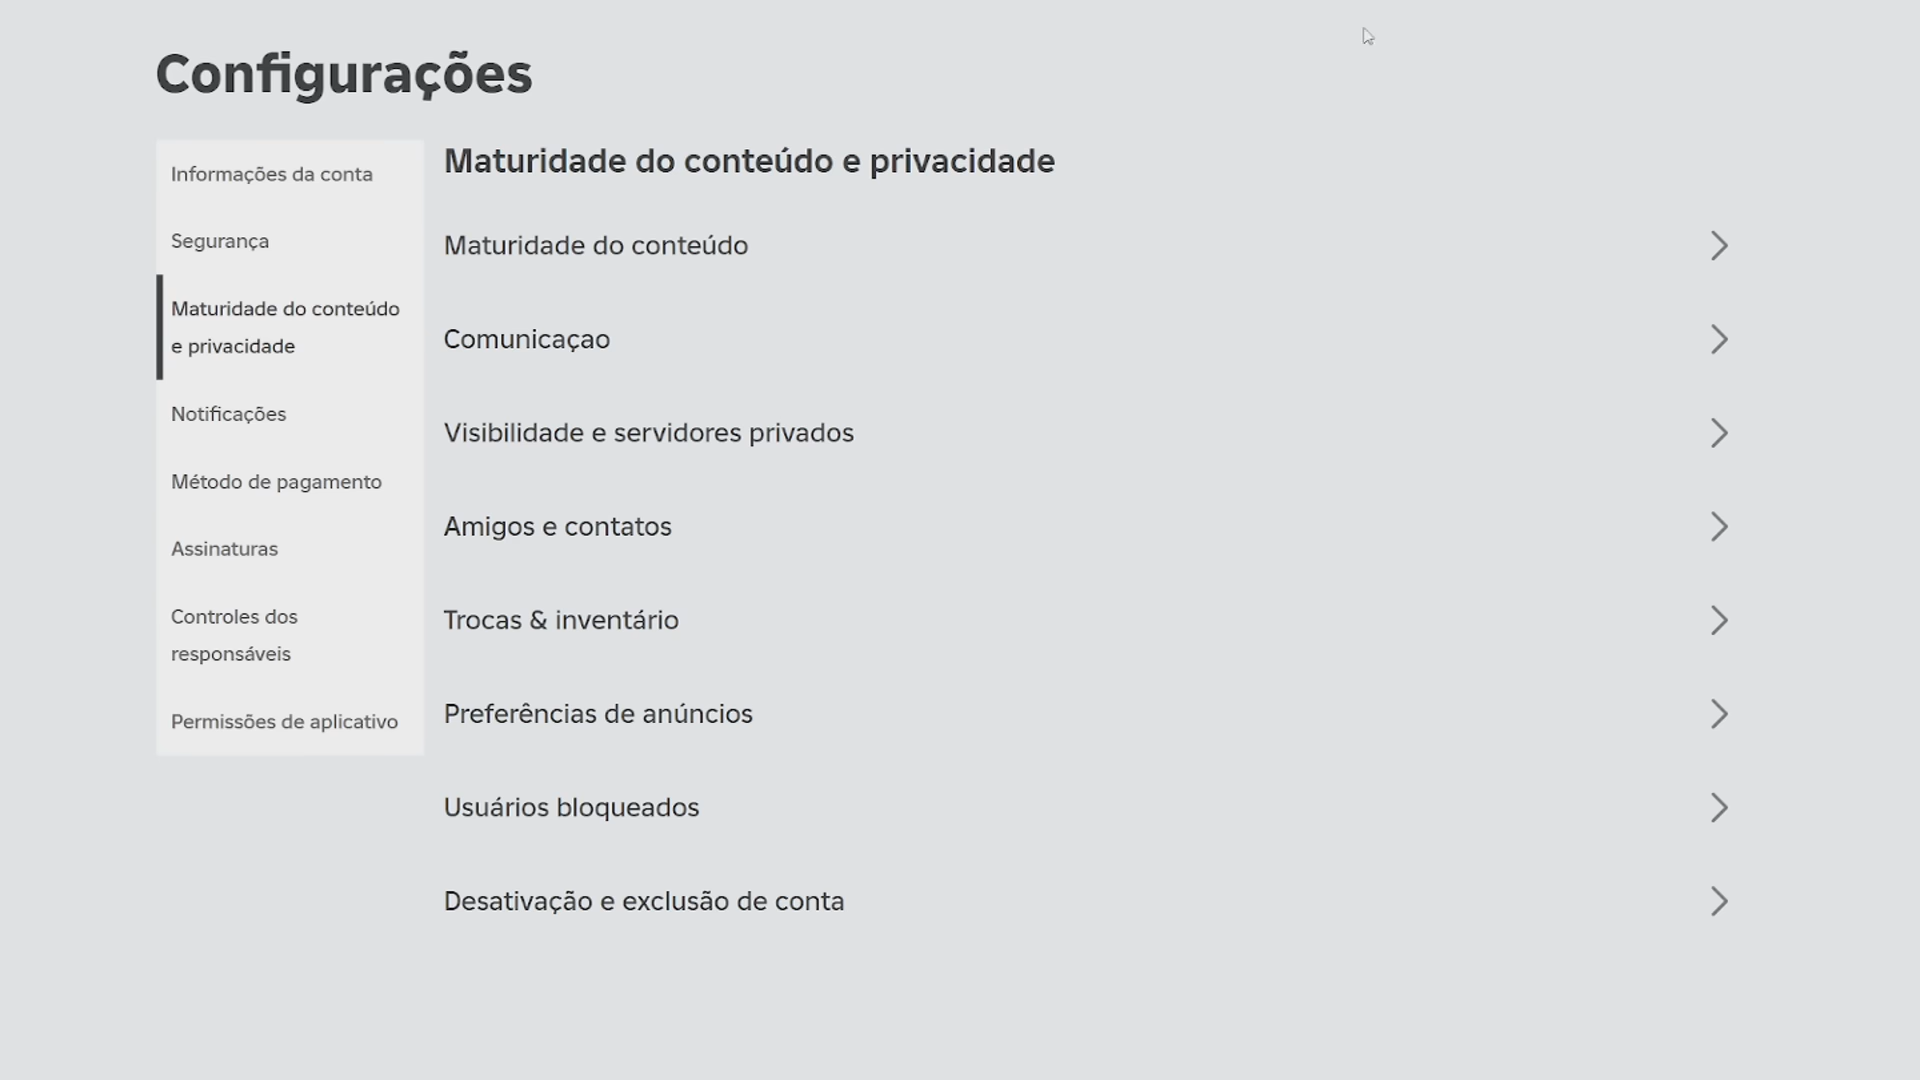 Configurações
Informações da conta
Segurança
Maturidade do conteúdo
e privacidade
Notificações
Método de pagamento
Assinaturas
Controles dos
responsáveis
Permissões de aplicativo
Maturidade do conteúdo e privacidade
Maturidade do conteúdo
Comunicaçao
Visibilidade e servidores privados
Amigos e contatos
Trocas & inventário
Preferências de anúncios
Usuários bloqueados
Desativação e exclusão de conta